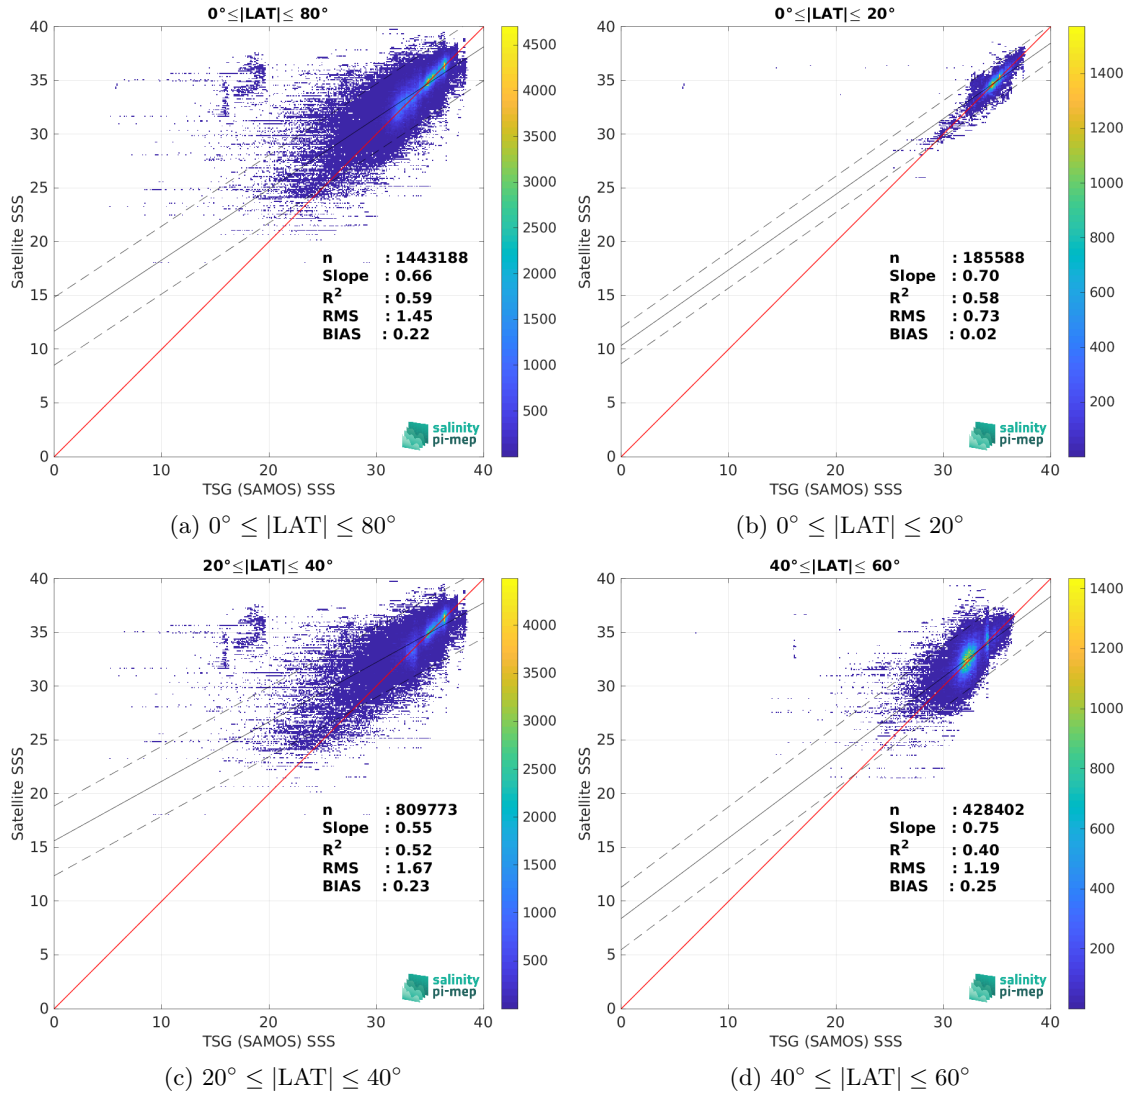 0°≤|LAT|≤ 80°
40
35
30
25
20
15
10
5
0
Satellite SSS
0
10
20
30
40
TSG (SAMOS) SSS
n : 1443188
Slope : 0.66
R² : 0.59
RMS : 1.45
BIAS : 0.22
salinity
pi-mep
4500
4000
3500
3000
2500
2000
1500
1000
500
(a) 0° ≤ |LAT| ≤ 80°
0°≤|LAT|≤ 20°
40
35
30
25
20
15
10
5
0
Satellite SSS
0
10
20
30
40
TSG (SAMOS) SSS
n : 185588
Slope : 0.70
R² : 0.58
RMS : 0.73
BIAS : 0.02
salinity
pi-mep
1400
1200
1000
800
600
400
200
(b) 0° ≤ |LAT| ≤ 20°
20°≤|LAT|≤ 40°
40
35
30
25
20
15
10
5
0
Satellite SSS
0
10
20
30
40
TSG (SAMOS) SSS
n : 809773
Slope : 0.55
R² : 0.52
RMS : 1.67
BIAS : 0.23
salinity
pi-mep
4000
3500
3000
2500
2000
1500
1000
500
(c) 20° ≤ |LAT| ≤ 40°
40°≤|LAT|≤ 60°
40
35
30
25
20
15
10
5
0
Satellite SSS
0
10
20
30
40
TSG (SAMOS) SSS
n : 428402
Slope : 0.75
R² : 0.40
RMS : 1.19
BIAS : 0.25
salinity
pi-mep
1400
1200
1000
800
600
400
200
(d) 40° ≤ |LAT| ≤ 60°